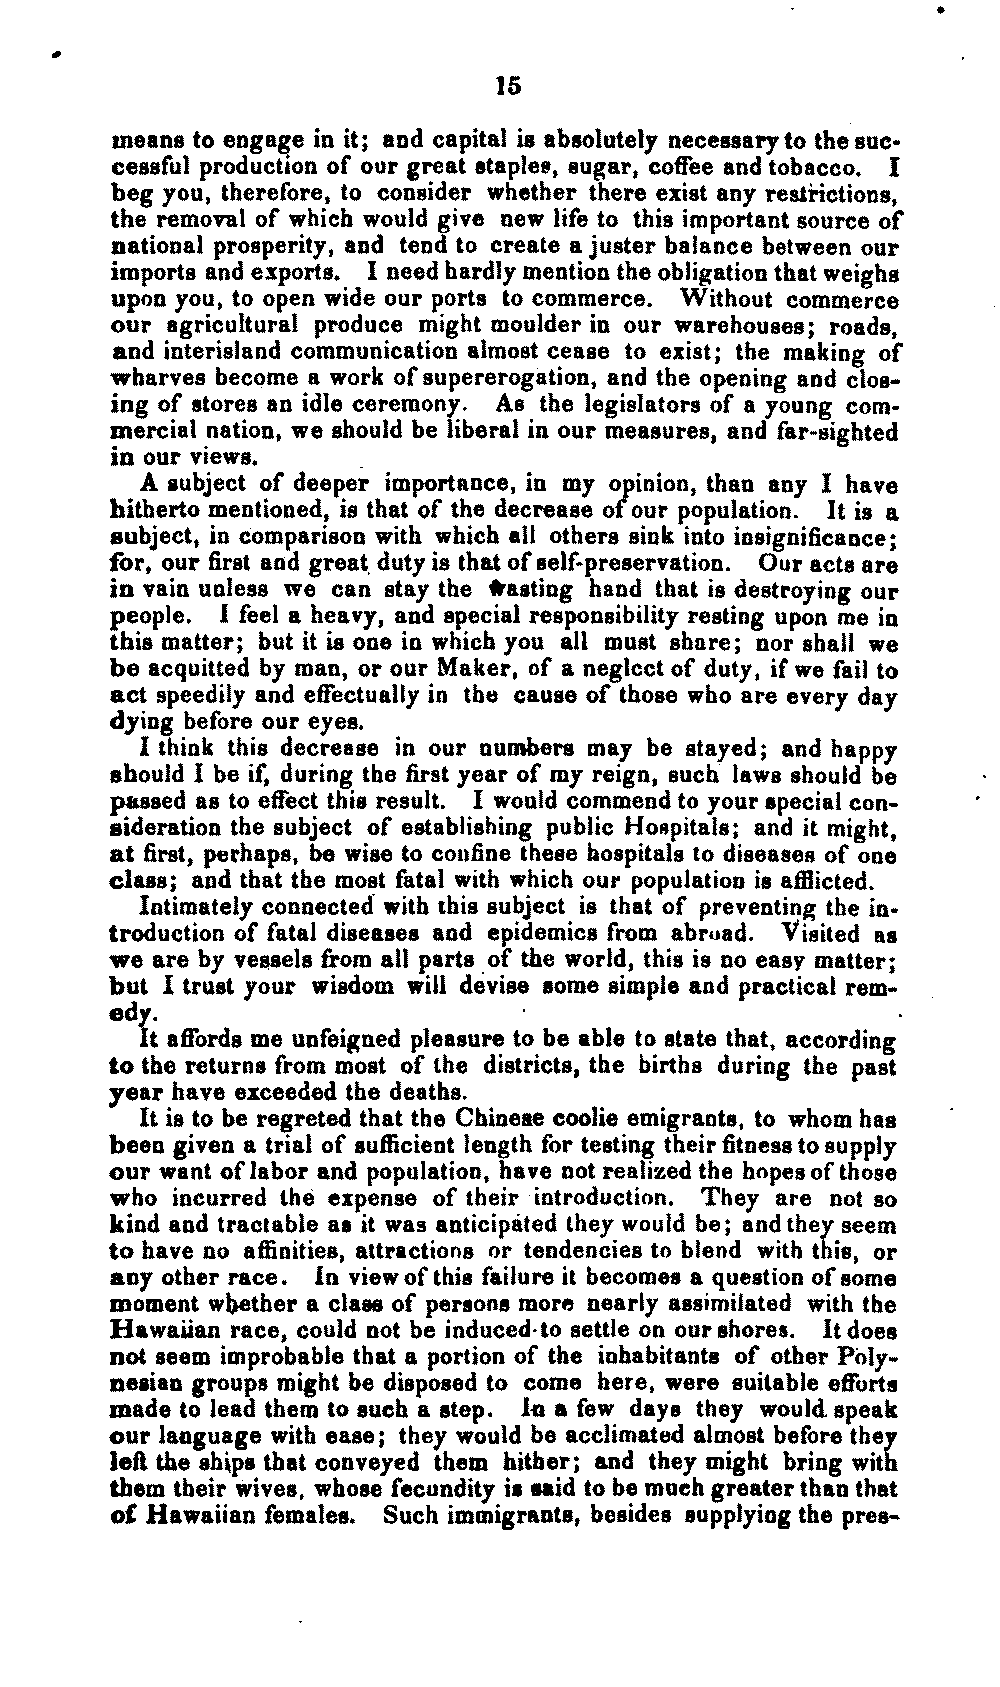 15
means to engage in it; and capital is absolutely necessary to the suc-
cessful production of our great staples, sugar, coffee and tobacco. I
beg you, therefore, to consider whether there exist any restrictions,
the removal of which would give new life to this important source of
national prosperity, and tend to create a juster balance between our
imports and exports. I need hardly mention the obligation that weighs
upon you, to open wide our ports to commerce. Without commerce
our agricultural produce might moulder in our warehouses; roads,
and interisland communication almost cease to exist; the making of
wharves become a work of supererogation, and the opening and clos-
ing of stores an idle ceremony. As the legislators of a young com-
mercial nation, we should be liberal in our measures, and far-sighted
in our views.
A subject of deeper importance, in my opinion, than any I have
hitherto mentioned, is that of the decrease of our population. It is a
subject, in comparison with which all others sink into insignificance;
for, our first and great duty is that of self-preservation. Our acts are
in vain unless we can stay the wasting hand that is destroying our
people. I feel a heavy, and special responsibility resting upon me in
this matter; but it is one in which you all must share; nor shall we
be acquitted by man, or our Maker, of a neglect of duty, if we fail to
act speedily and effectually in the cause of those who are every day
dying before our eyes.
I think this decrease in our numbers may be stayed; and happy
should I be if, during the first year of my reign, such laws should be
passed as to effect this result. I would commend to your special con-
sideration the subject of establishing public Hospitals; and it might,
at first, perhaps, be wise to confine these hospitals to diseases of one
class; and that the most fatal with which our population is afflicted.
Intimately connected with this subject is that of preventing the in-
troduction of fatal diseases and epidemics from abroad. Visited as
we are by vessels from all parts of the world, this is no easy matter;
but I trust your wisdom will devise some simple and practical rem-
edy.
It affords me unfeigned pleasure to be able to state that, according
to the returns from most of the districts, the births during the past
year have exceeded the deaths.
It is to be regreted that the Chinese coolie emigrants, to whom has
been given a trial of sufficient length for testing their fitness to supply
our want of labor and population, have not realized the hopes of those
who incurred the expense of their introduction. They are not so
kind and tractable as it was anticipated they would be; and they seem
to have no affinities, attractions or tendencies to blend with this, or
any other race. In view of this failure it becomes a question of some
moment whether a class of persons more nearly assimilated with the
Hawaiian race, could not be induced to settle on our shores. It does
not seem improbable that a portion of the inhabitants of other Poly-
nesian groups might be disposed to come here, were suitable efforts
made to lead them to such a step. In a few days they would speak
our language with ease; they would be acclimated almost before they
left the ships that conveyed them hither; and they might bring with
them their wives, whose fecundity is said to be much greater than that
of Hawaiian females. Such immigrants, besides supplying the pres-